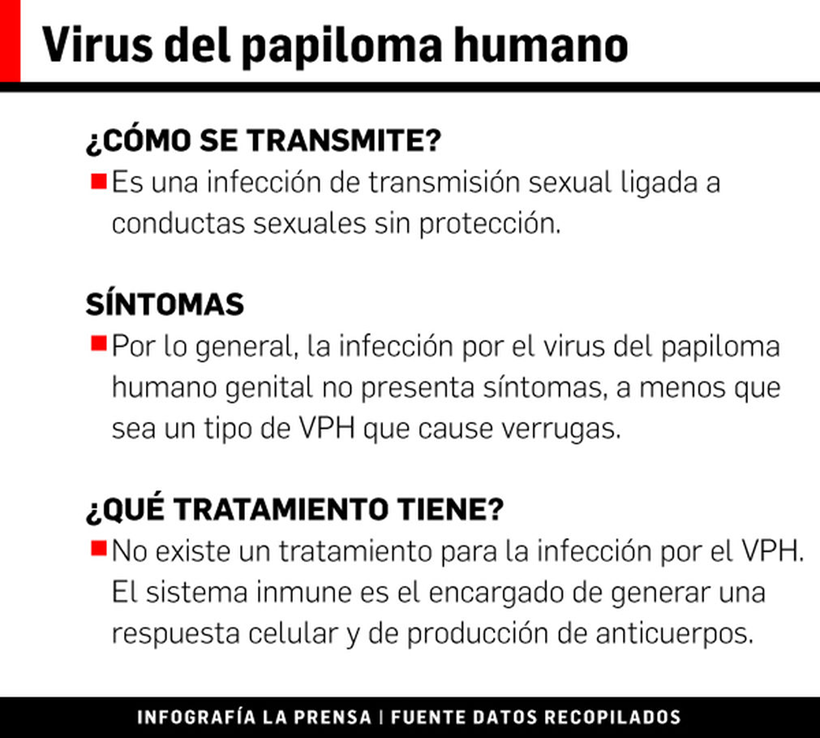 Virus del papiloma humano
¿CÓMO SE TRANSMITE?
Es una infección de transmisión sexual ligada a
conductas sexuales sin protección.
SÍNTOMAS
Por lo general, la infección por el virus del papiloma
humano genital no presenta síntomas, a menos que
sea un tipo de VPH que cause verrugas.
¿QUÉ TRATAMIENTO TIENE?
No existe un tratamiento para la infección por el VPH.
El sistema inmune es el encargado de generar una
respuesta celular y de producción de anticuerpos.
INFOGRAFÍA LA PRENSA | FUENTE DATOS RECOPILADOS